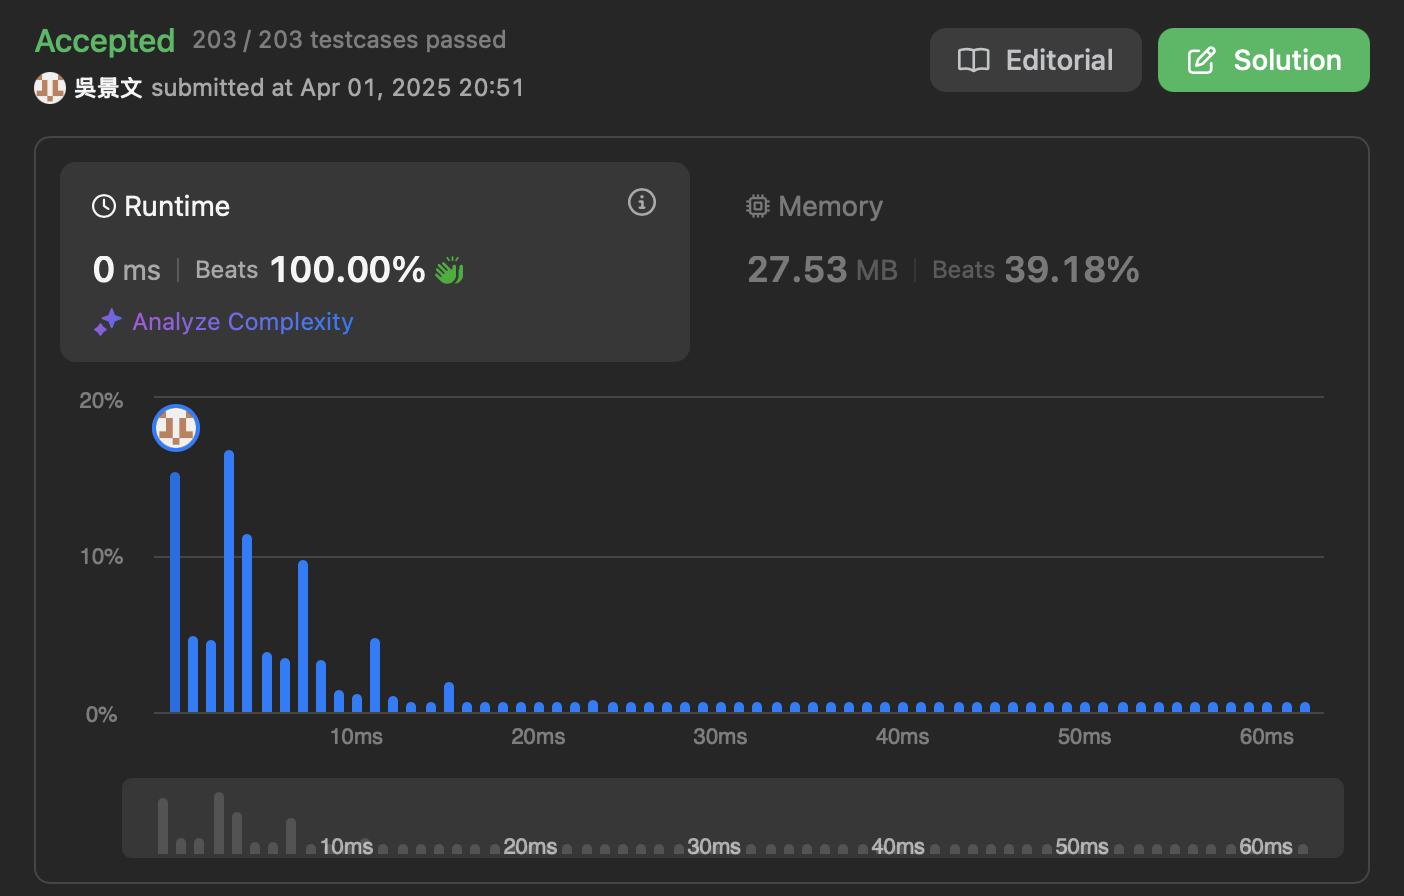 Accepted 203 / 203 testcases passed
吳景文 submitted at Apr 01, 2025 20:51
Editorial
Solution
Runtime
0 ms | Beats 100.00%
Analyze Complexity
Memory
27.53 MB | Beats 39.18%
20%
10%
0%
10ms 20ms 30ms 40ms 50ms 60ms
10ms 20ms 30ms 40ms 50ms 60ms